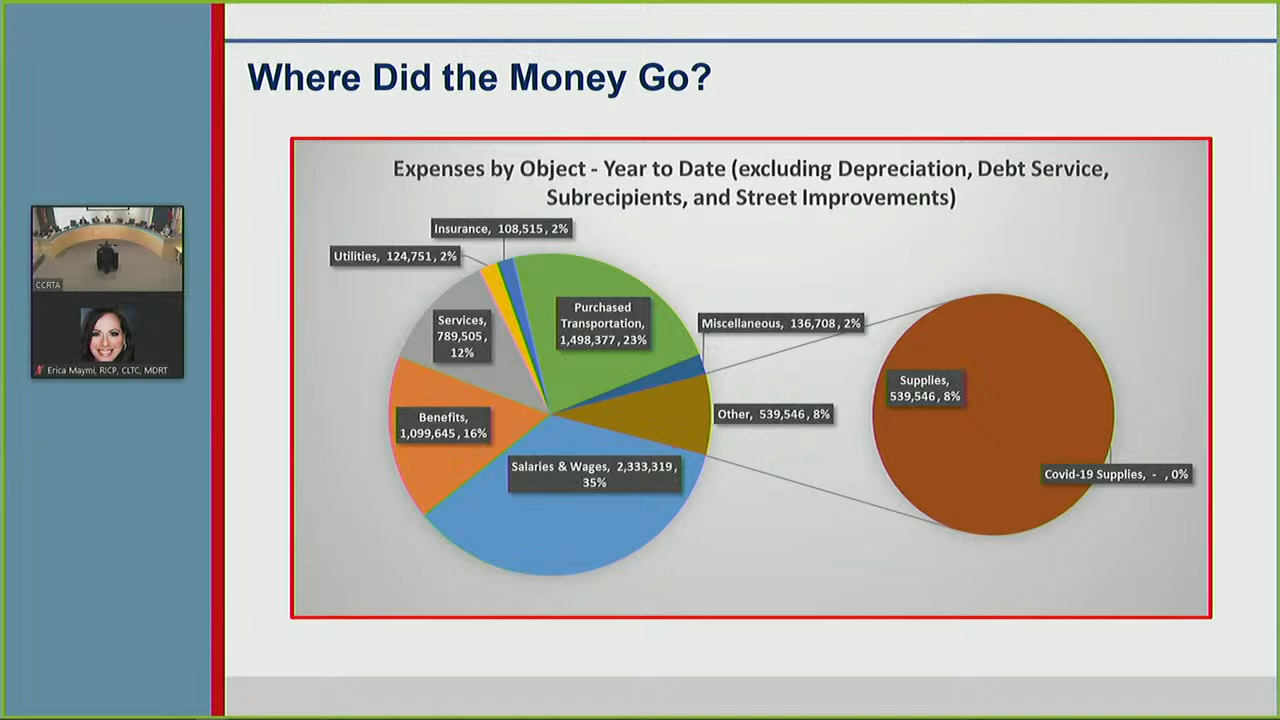 Where Did the Money Go?
Expenses by Object - Year to Date (excluding Depreciation, Debt Service,
Subrecipients, and Street Improvements)
Insurance, 108,515, 2%
Utilities, 124,751, 2%
Purchased
Transportation,
1,498,377, 23%
Services,
789,505,
12%
Miscellaneous, 136,708, 2%
Supplies,
539,546, 8%
Other, 539,546, 8%
Benefits,
1,099,645, 16%
Salaries & Wages, 2,333,319,
35%
Covid-19 Supplies, - , 0%
CCRTA
Erica Maymi, RICP, CLTC, MDRT